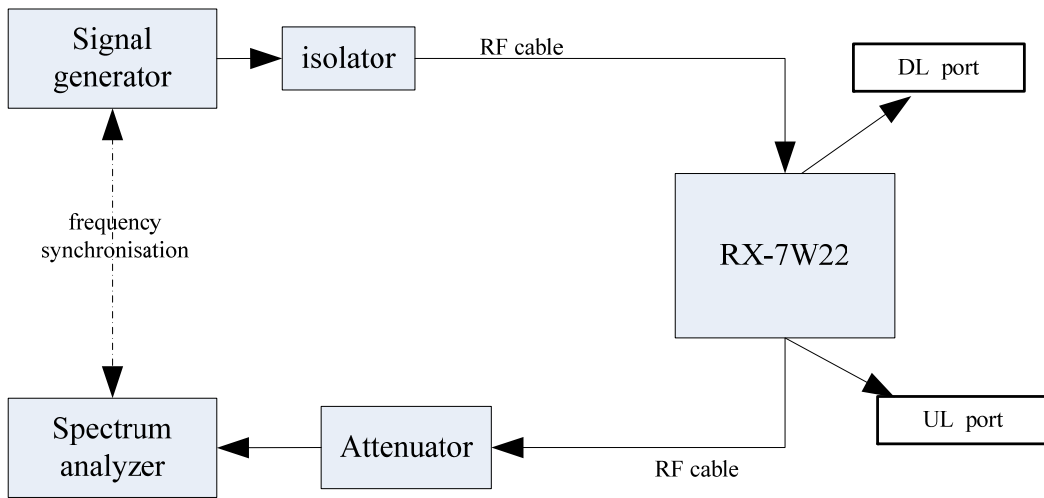 Signal
generator
isolator
RF cable
DL port
frequency
synchronisation
RX-7W22
Spectrum
analyzer
Attenuator
RF cable
UL port